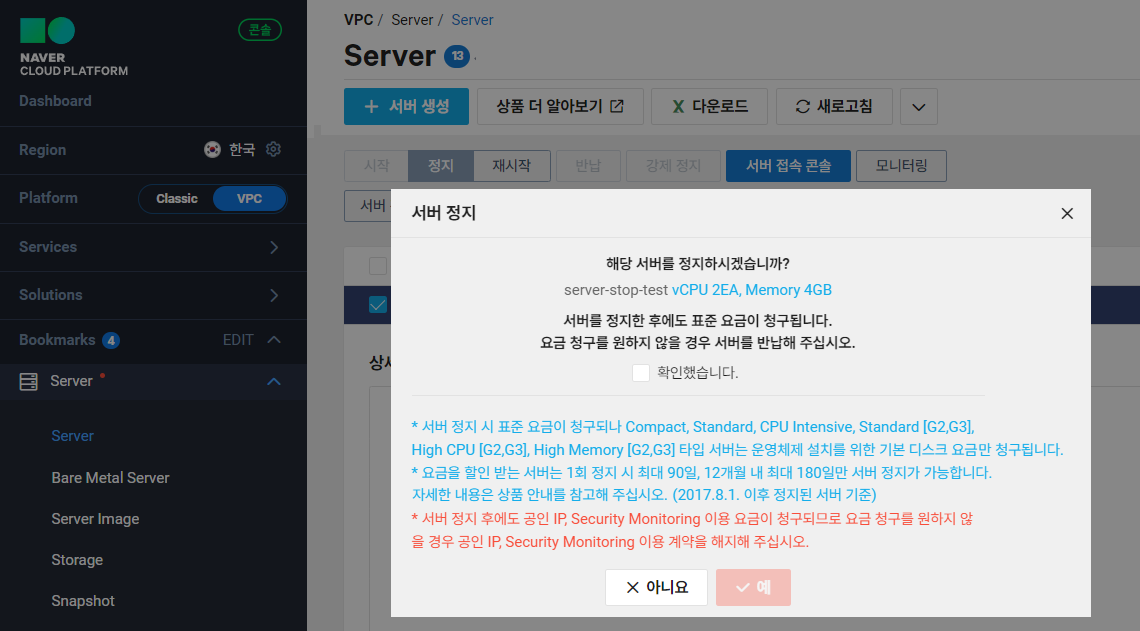 NAVER
CLOUD PLATFORM
콘솔
Dashboard
Region
한국
Platform
Classic
VPC
Services
Solutions
Bookmarks 4
EDIT
Server
Server
Bare Metal Server
Server Image
Storage
Snapshot
VPC / Server / Server
Server 13
서버 생성
상품 더 알아보기
다운로드
새로고침
시작
정지
재시작
반납
강제 정지
서버 접속 콘솔
모니터링
서버
서버 정지
해당 서버를 정지하시겠습니까?
server-stop-test vCPU 2EA, Memory 4GB
서버를 정지한 후에도 표준 요금이 청구됩니다.
요금 청구를 원하지 않을 경우 서버를 반납해 주십시오.
확인했습니다.
* 서버 정지 시 표준 요금이 청구되나 Compact, Standard, CPU Intensive, Standard [G2,G3],
High CPU [G2,G3], High Memory [G2,G3] 타입 서버는 운영체제 설치를 위한 기본 디스크 요금만 청구됩니다.
* 요금을 할인 받는 서버는 1회 정지 시 최대 90일, 12개월 내 최대 180일만 서버 정지가 가능합니다.
자세한 내용은 상품 안내를 참고해 주십시오. (2017.8.1. 이후 정지된 서버 기준)
* 서버 정지 후에도 공인 IP, Security Monitoring 이용 요금이 청구되므로 요금 청구를 원하지 않
을 경우 공인 IP, Security Monitoring 이용 계약을 해지해 주십시오.
아니요
예